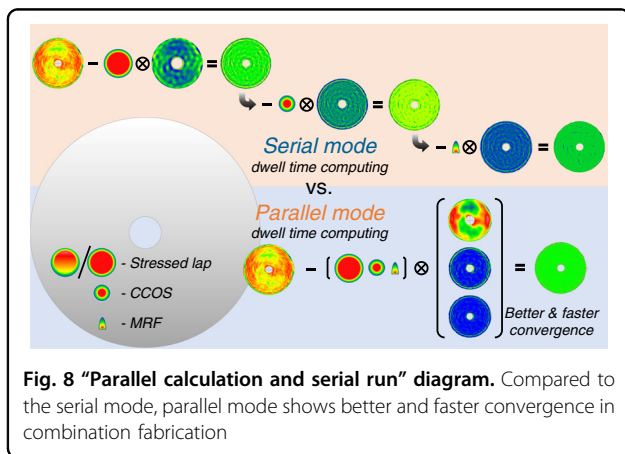 Serial mode
dwell time computing
VS.
Parallel mode
dwell time computing
- Stressed lap
- CCOS
- MRF
Better & faster
convergence
Fig. 8 “Parallel calculation and serial run” diagram. Compared to
the serial mode, parallel mode shows better and faster convergence in
combination fabrication